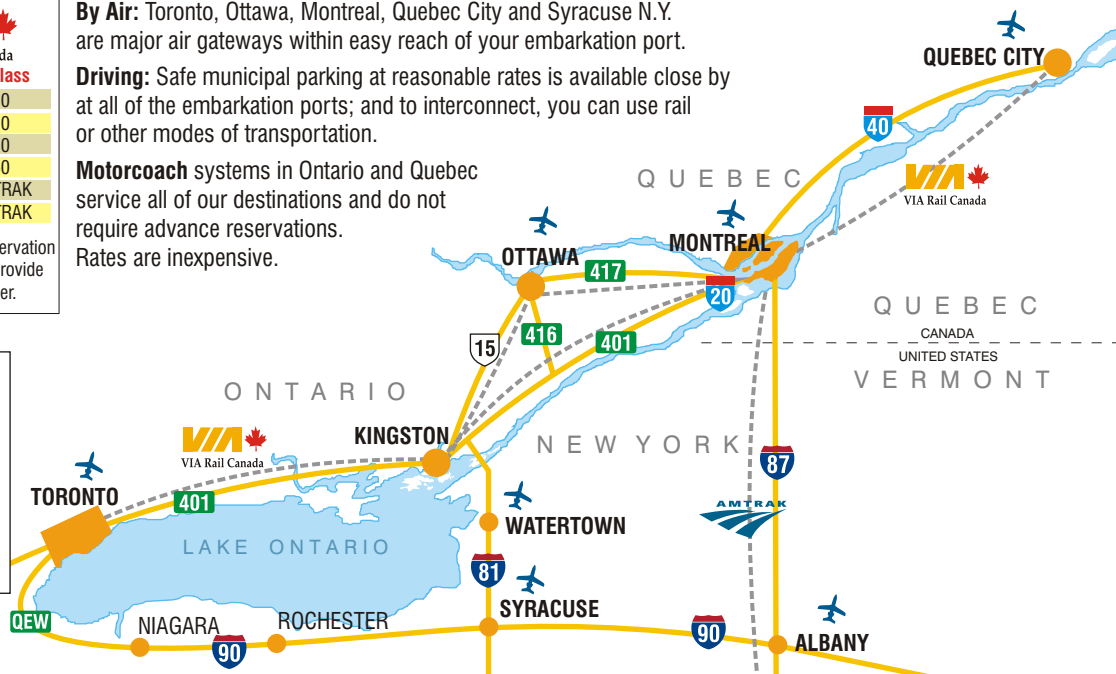 By Air: Toronto, Ottawa, Montreal, Quebec City and Syracuse N.Y.
are major air gateways within easy reach of your embarkation port.
Driving: Safe municipal parking at reasonable rates is available close by
at all of the embarkation ports; and to interconnect, you can use rail
or other modes of transportation.
Motorcoach systems in Ontario and Quebec
service all of our destinations and do not
require advance reservations.
Rates are inexpensive.
QUEBEC CITY
40
QUEBEC
VIA
VIA Rail Canada
OTTAWA
MONTREAL
417
20
QUEBEC
416
401
15
CANADA
UNITED STATES
VERMONT
ONTARIO
KINGSTON
NEW YORK
VIA
VIA Rail Canada
87
TORONTO
401
AMTRAK
WATERTOWN
LAKE ONTARIO
81
SYRACUSE
QEW
NIAGARA
ROCHESTER
90
90
ALBANY